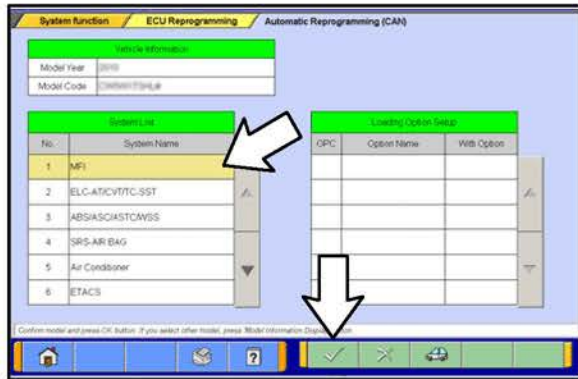 System function
ECU Reprogramming
Automatic Reprogramming (CAN)
Vehicle Information
Model Year
Model Code
System List
No. System Name
1 MFI
2 ELC-AT/CVT/TC-SST
3 ABS/ASC/ASTC/WSS
4 SRS-AIR BAG
5 Air Conditioner
6 ETACS
Loading Option Setup
OPC Option Name With Option
Confirm model and press OK button. If you select other model, press 'Model Information Display'
?